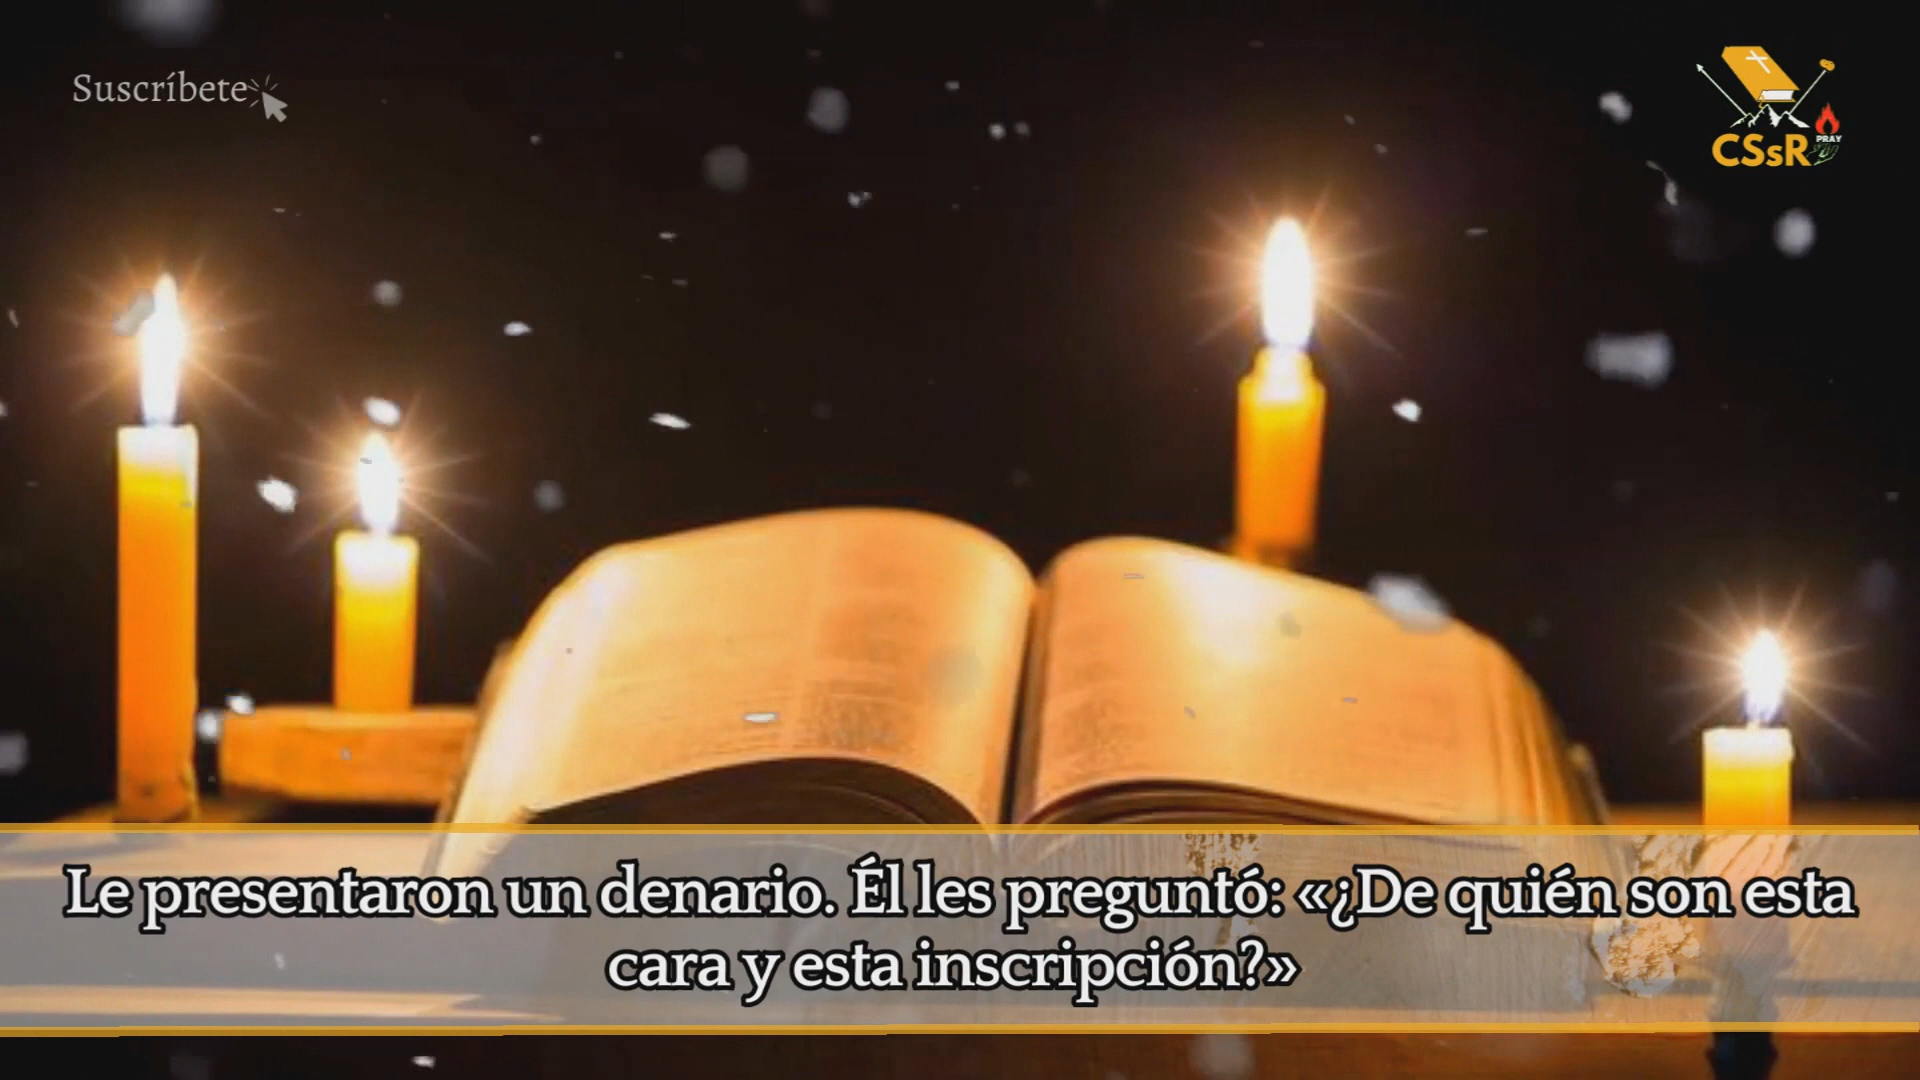 Suscríbete
PRAY
CSsR
Le presentaron un denario. Él les preguntó: «¿De quién son esta
cara y esta inscripción?»